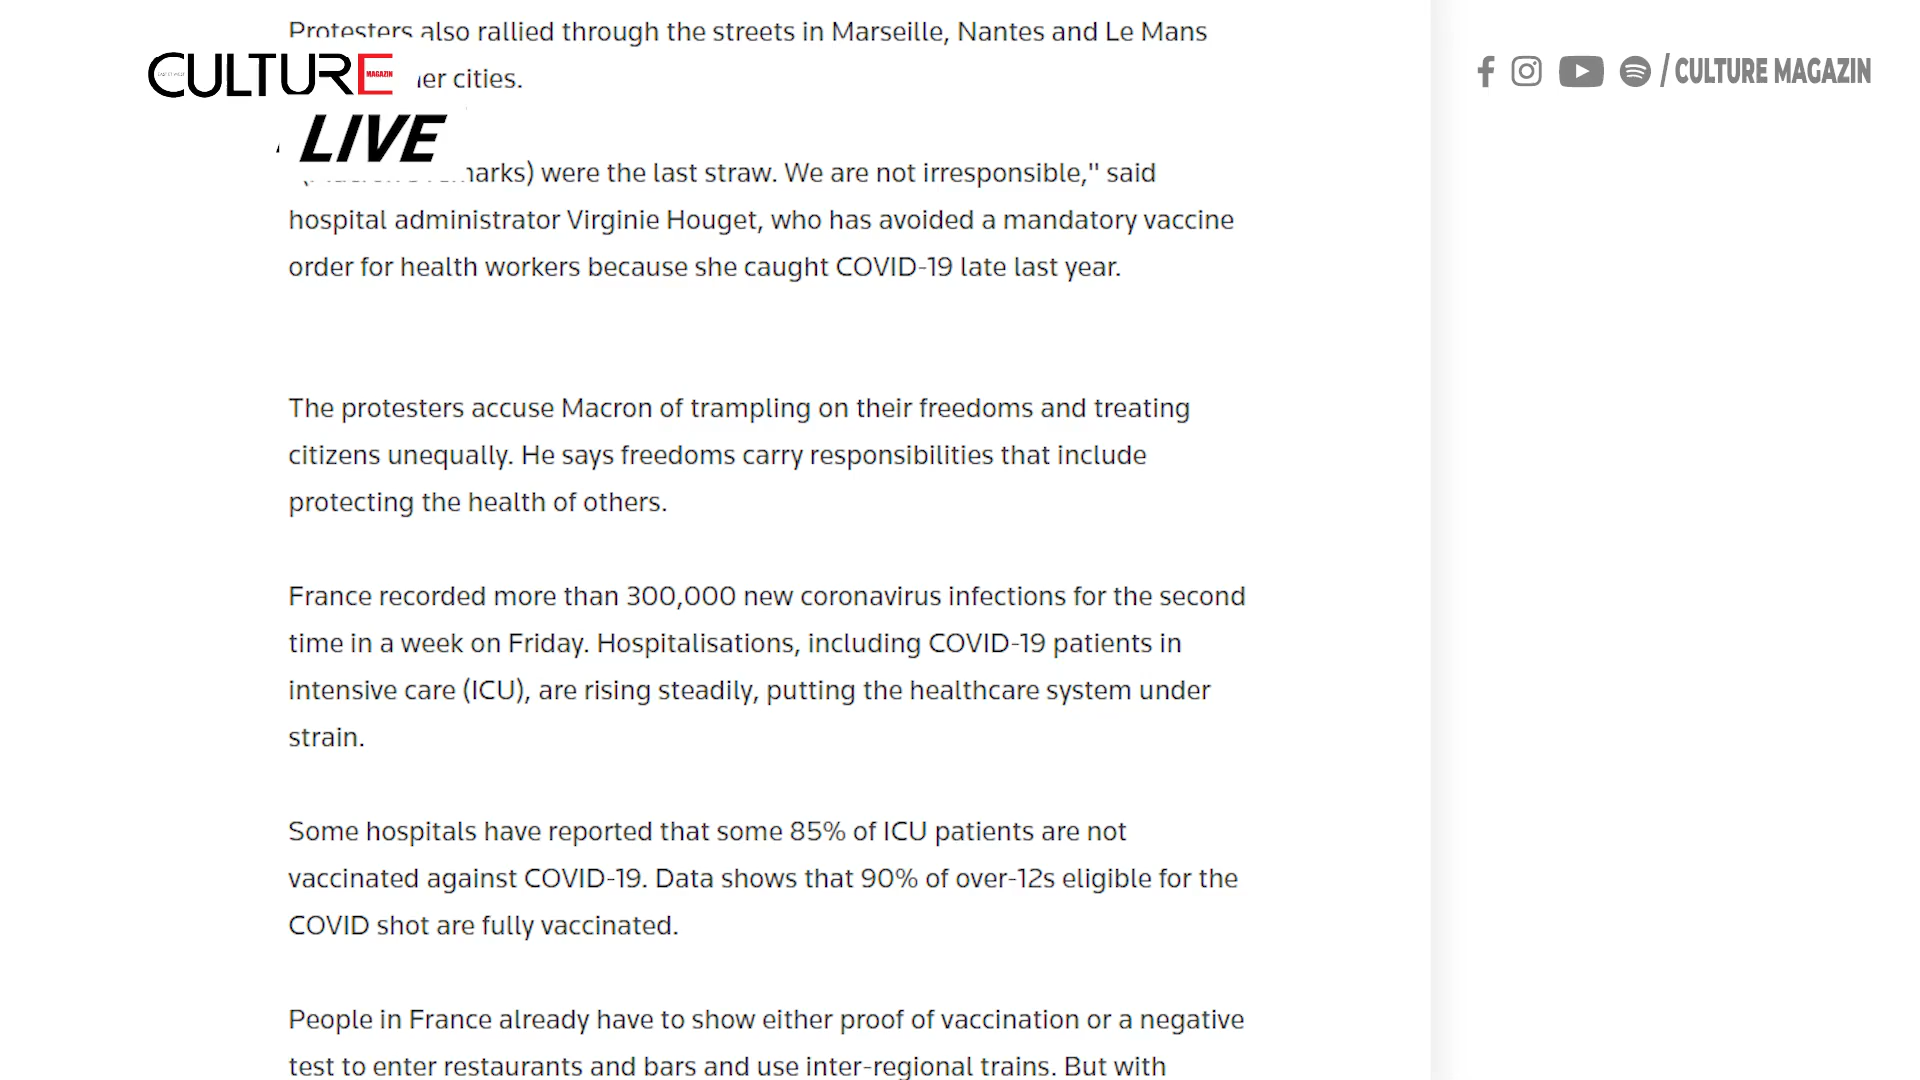 Protesters also rallied through the streets in Marseille, Nantes and Le Mans
CULTURE MAGAZIN
er cities.
/ CULTURE MAGAZIN
LIVE
were the last straw. We are not irresponsible," said
hospital administrator Virginie Houget, who has avoided a mandatory vaccine
order for health workers because she caught COVID-19 late last year.
The protesters accuse Macron of trampling on their freedoms and treating
citizens unequally. He says freedoms carry responsibilities that include
protecting the health of others.
France recorded more than 300,000 new coronavirus infections for the second
time in a week on Friday. Hospitalisations, including COVID-19 patients in
intensive care (ICU), are rising steadily, putting the healthcare system under
strain.
Some hospitals have reported that some 85% of ICU patients are not
vaccinated against COVID-19. Data shows that 90% of over-12s eligible for the
COVID shot are fully vaccinated.
People in France already have to show either proof of vaccination or a negative
test to enter restaurants and bars and use inter-regional trains. But with